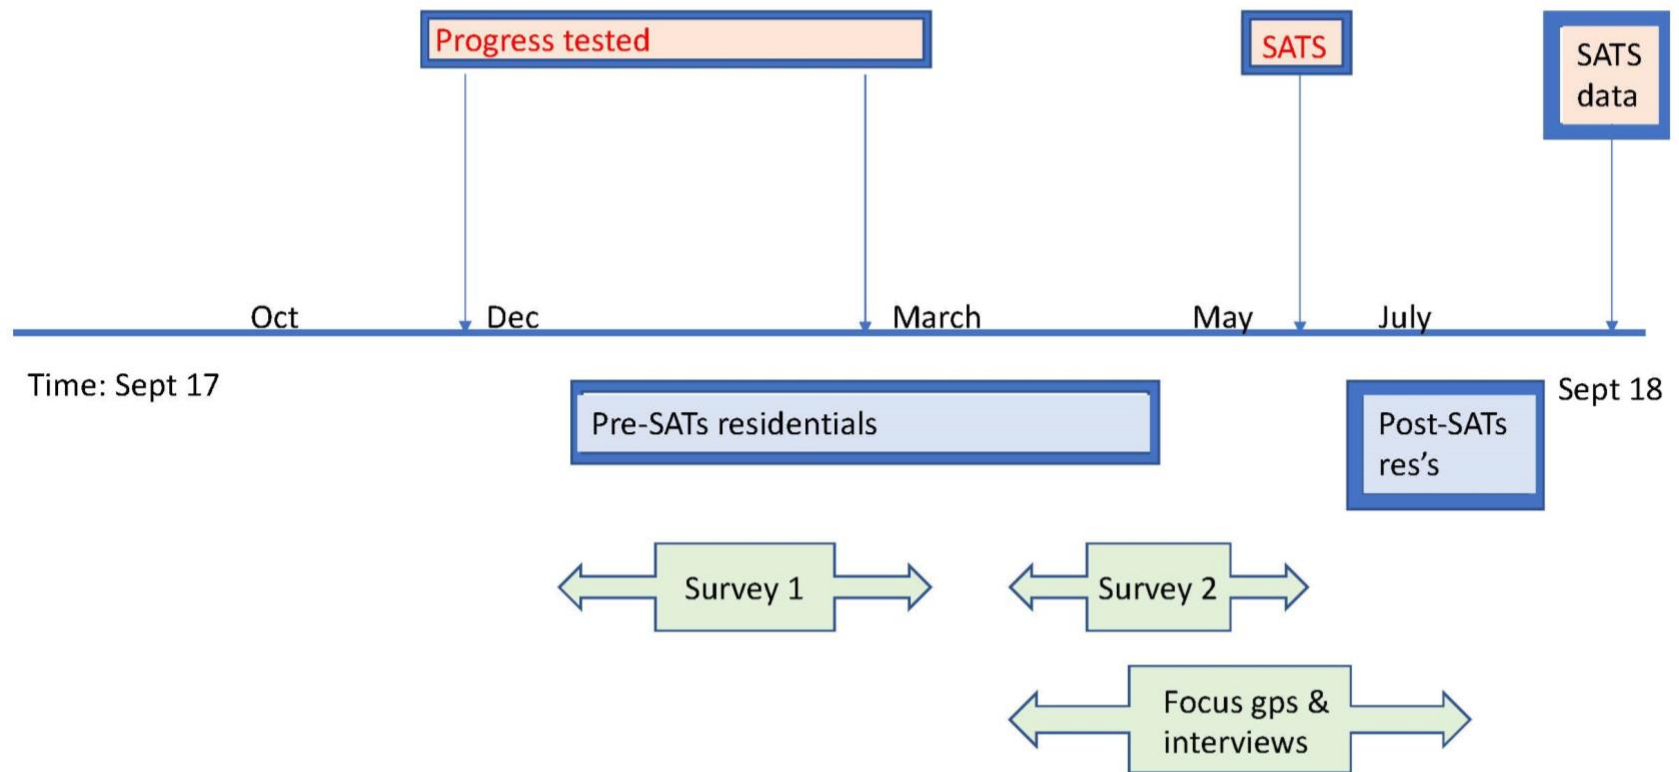 Progress tested
SATS
SATS
data
Oct
Dec
March
May
July
Time: Sept 17
Sept 18
Pre-SATs residentials
Post-SATs
res's
Survey 1
Survey 2
Focus gps &
interviews